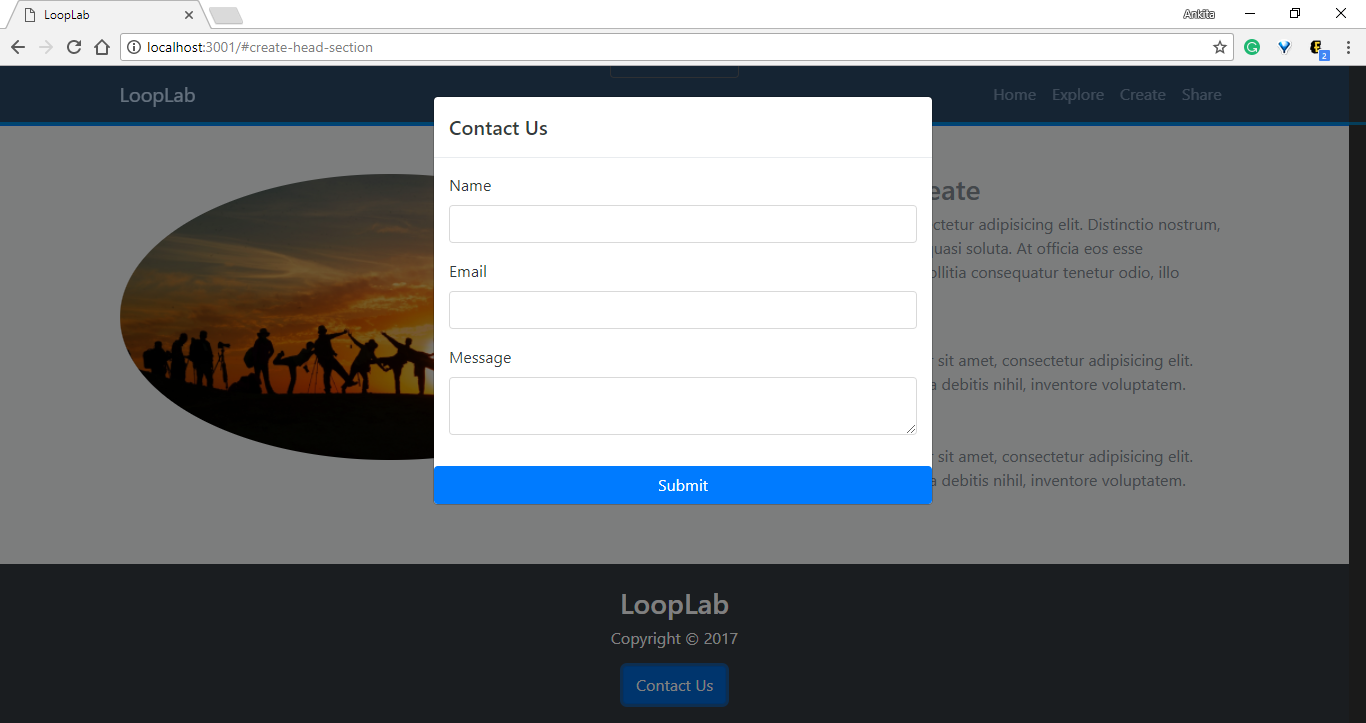 LoopLab
Ankita
localhost:3001/#create-head-section
2
LoopLab
Home Explore Create Share
Contact Us
Name
Email
Message
Submit
eate
ctetur adipisicing elit. Distinctio nostrum,
uasi soluta. At officia eos esse
ollitia consequatur tenetur odio, illo
sit amet, consectetur adipisicing elit.
a debitis nihil, inventore voluptatem.
sit amet, consectetur adipisicing elit.
a debitis nihil, inventore voluptatem.
LoopLab
Copyright © 2017
Contact Us